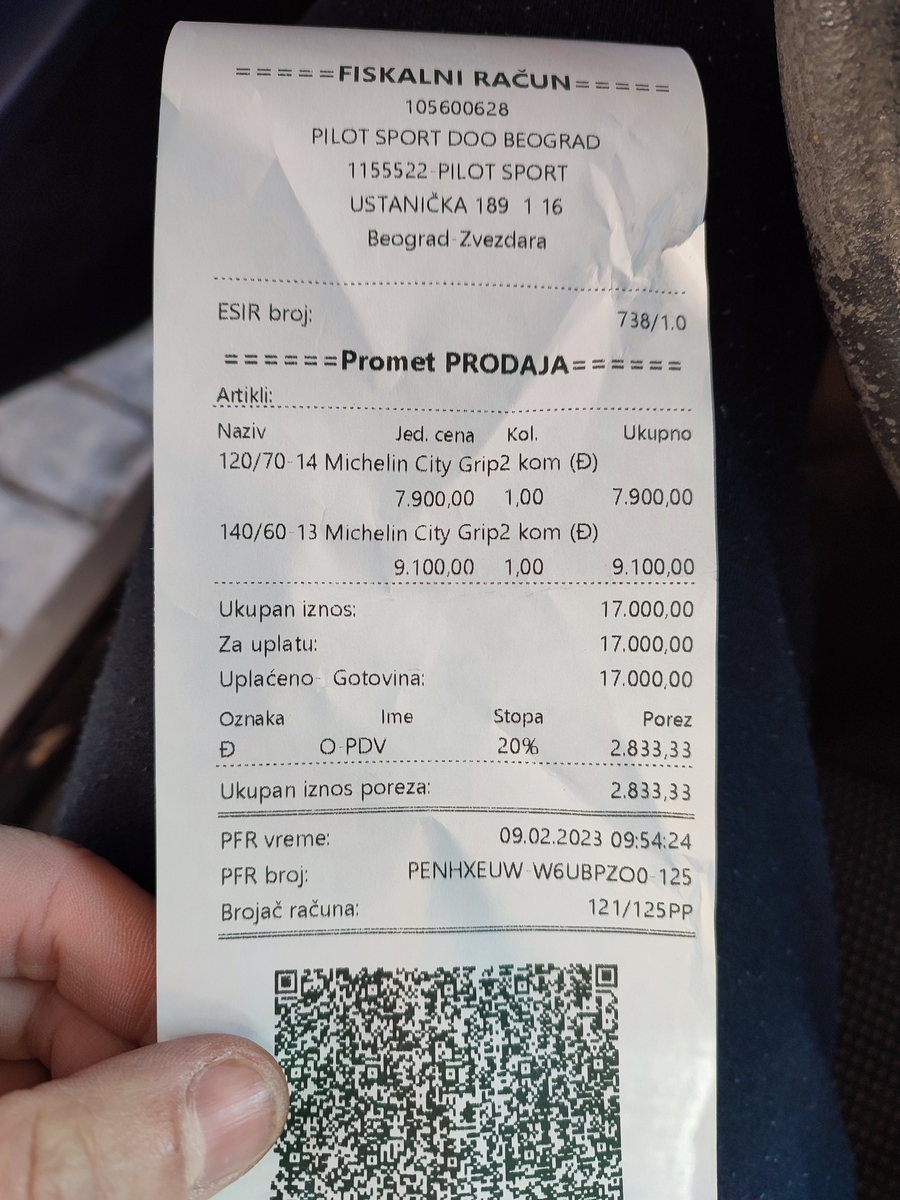 =====FISKALNI RAČUN=====
105600628
PILOT SPORT DOO BEOGRAD
1155522-PILOT SPORT
USTANIČKA 189 1 16
Beograd-Zvezdara
ESIR broj: 738/1.0
======Promet PRODAJA======
Artikli:
Naziv Jed. cena Kol. Ukupno
120/70-14 Michelin City Grip2 kom (Đ)
7.900,00 1,00 7.900,00
140/60-13 Michelin City Grip2 kom (Đ)
9.100,00 1,00 9.100,00
Ukupan iznos: 17.000,00
Za uplatu: 17.000,00
Uplaćeno- Gotovina: 17.000,00
Oznaka Ime Stopa Porez
Đ O-PDV 20% 2.833,33
Ukupan iznos poreza: 2.833,33
PFR vreme: 09.02.2023 09:54:24
PFR broj: PENHXEUW-W6UBPZO0-125
Brojač računa: 121/125PP